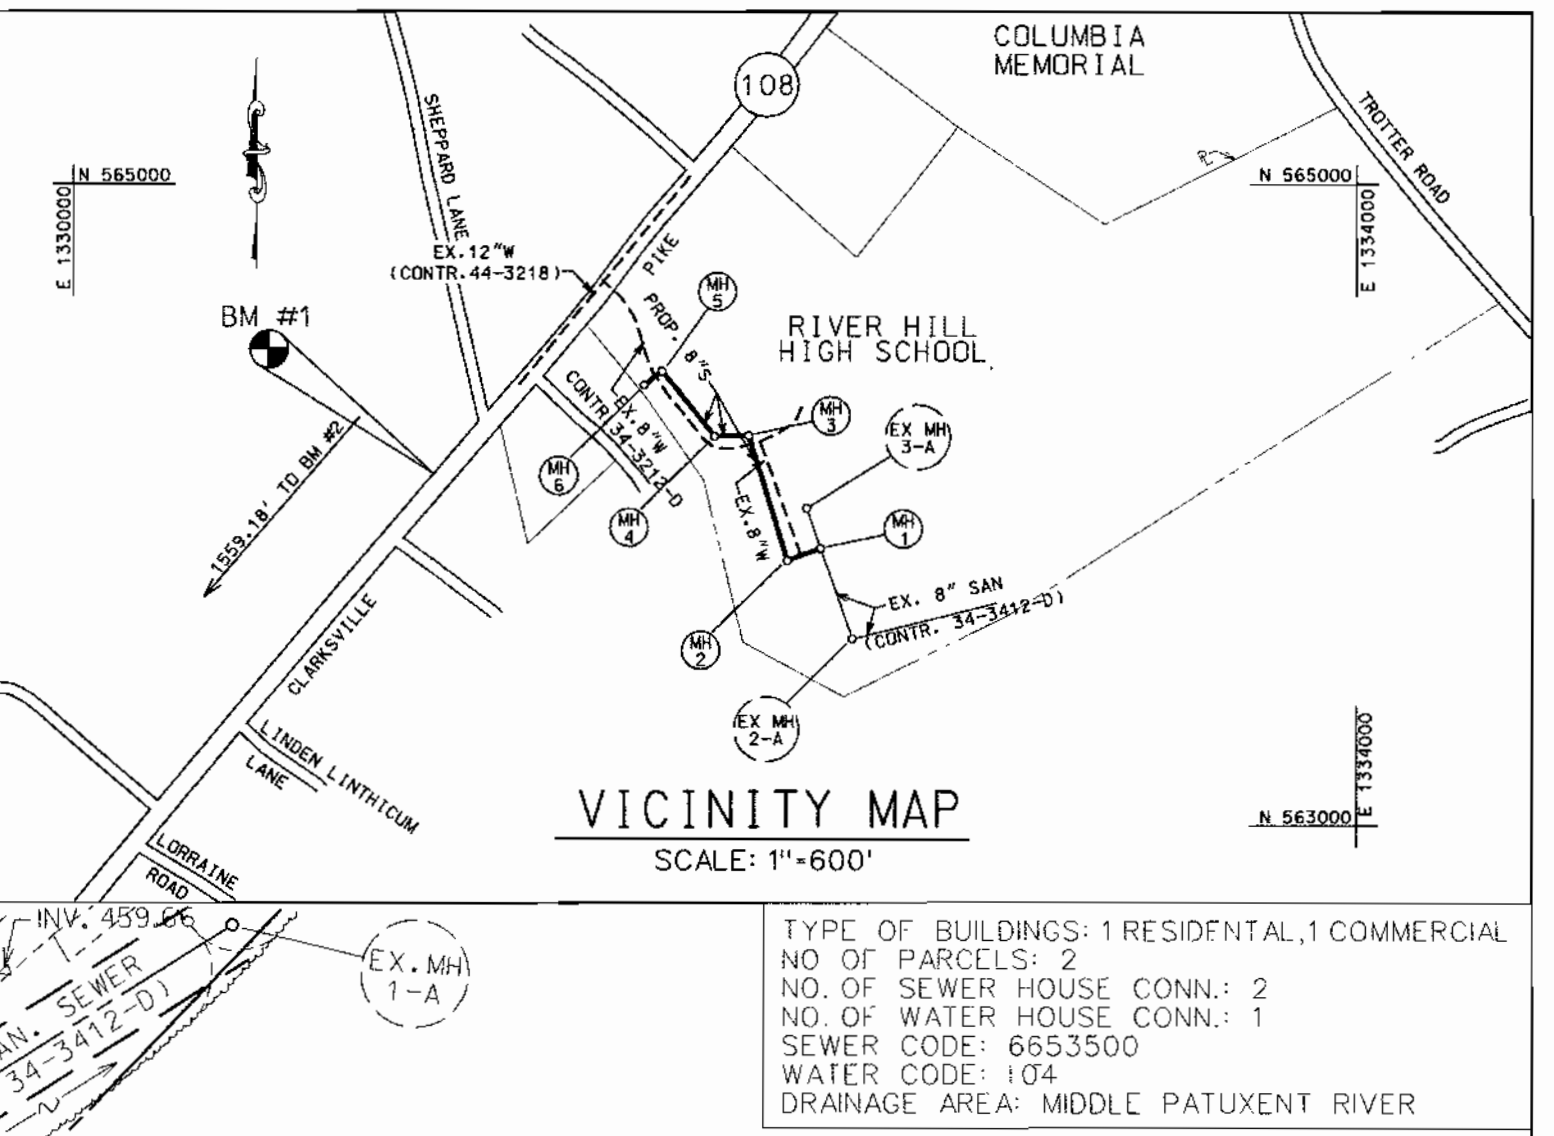 COLUMBIA
MEMORIAL
108
SHEPPARD LANE
TROTTER ROAD
N 565000
E 1330000
N 565000
E 1334000
EX.12"W
(CONTR.44-3218)
PIKE
BM #1
MH
5
PROP. 8"S
RIVER HILL
HIGH SCHOOL
CONTR. 34-3212-D
EX.8"W
MH
3
EX MH
3-A
MH
6
1559.18' TO BM #2
MH
4
EX.8"W
MH
1
EX. 8" SAN
(CONTR. 34-3412-D)
CLARKSVILLE
MH
2
EX MH
2-A
LINDEN LINTHICUM
LANE
E 1334000
N 563000
VICINITY MAP
SCALE: 1"=600'
LORRAINE
ROAD
INV. 459.66
EX.MH
1-A
AN. SEWER
34-3412-D)
TYPE OF BUILDINGS: 1 RESIDENTAL,1 COMMERCIAL
NO OF PARCELS: 2
NO. OF SEWER HOUSE CONN.: 2
NO. OF WATER HOUSE CONN.: 1
SEWER CODE: 6653500
WATER CODE: 104
DRAINAGE AREA: MIDDLE PATUXENT RIVER